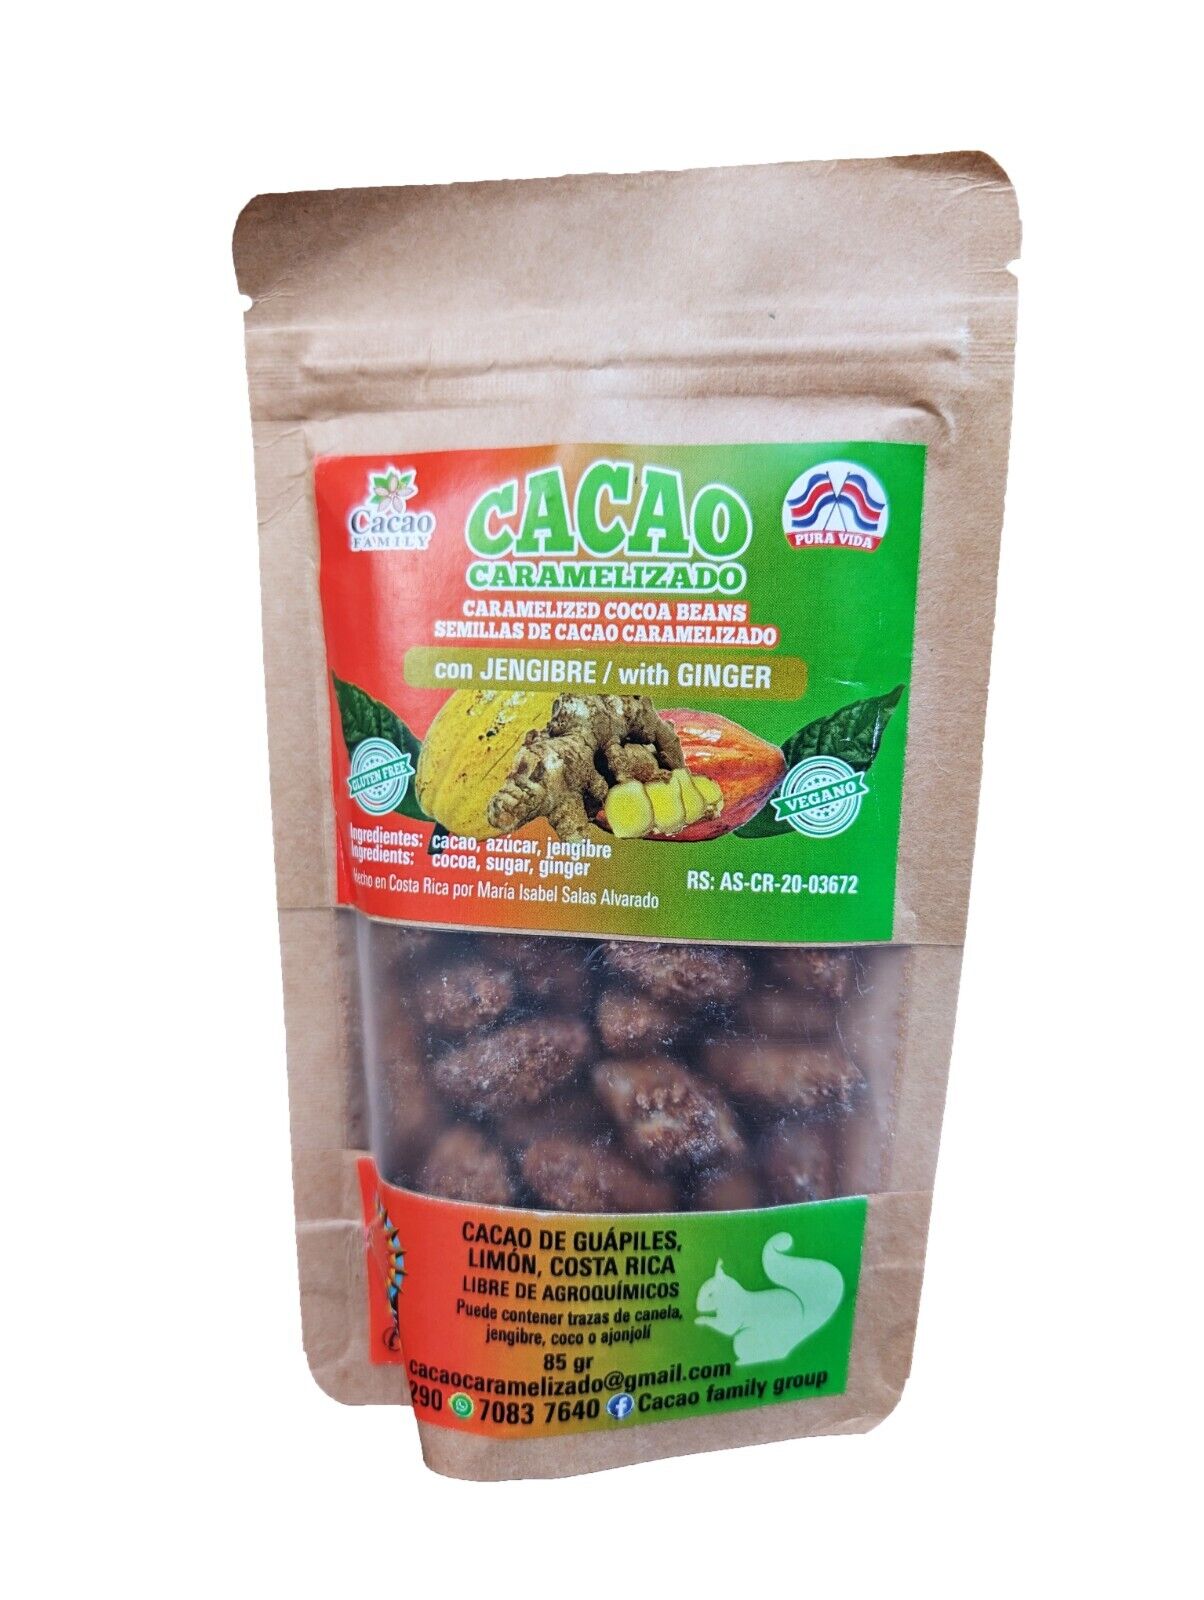 Cacao
FAMILY
CACAO
CARAMELIZADO
PURA VIDA
CARAMELIZED COCOA BEANS
SEMILLAS DE CACAO CARAMELIZADO
con JENGIBRE / with GINGER
GLUTEN FREE
VEGANO
Ingredientes: cacao, azúcar, jengibre
Ingredients: cocoa, sugar, ginger
Hecho en Costa Rica por María Isabel Salas Alvarado
RS: AS-CR-20-03672
CACAO DE GUÁPILES,
LIMÓN, COSTA RICA
LIBRE DE AGROQUÍMICOS
Puede contener trazas de canela,
jengibre, coco o ajonjolí
85 gr
cacaocaramelizado@gmail.com
290 7083 7640 Cacao family group